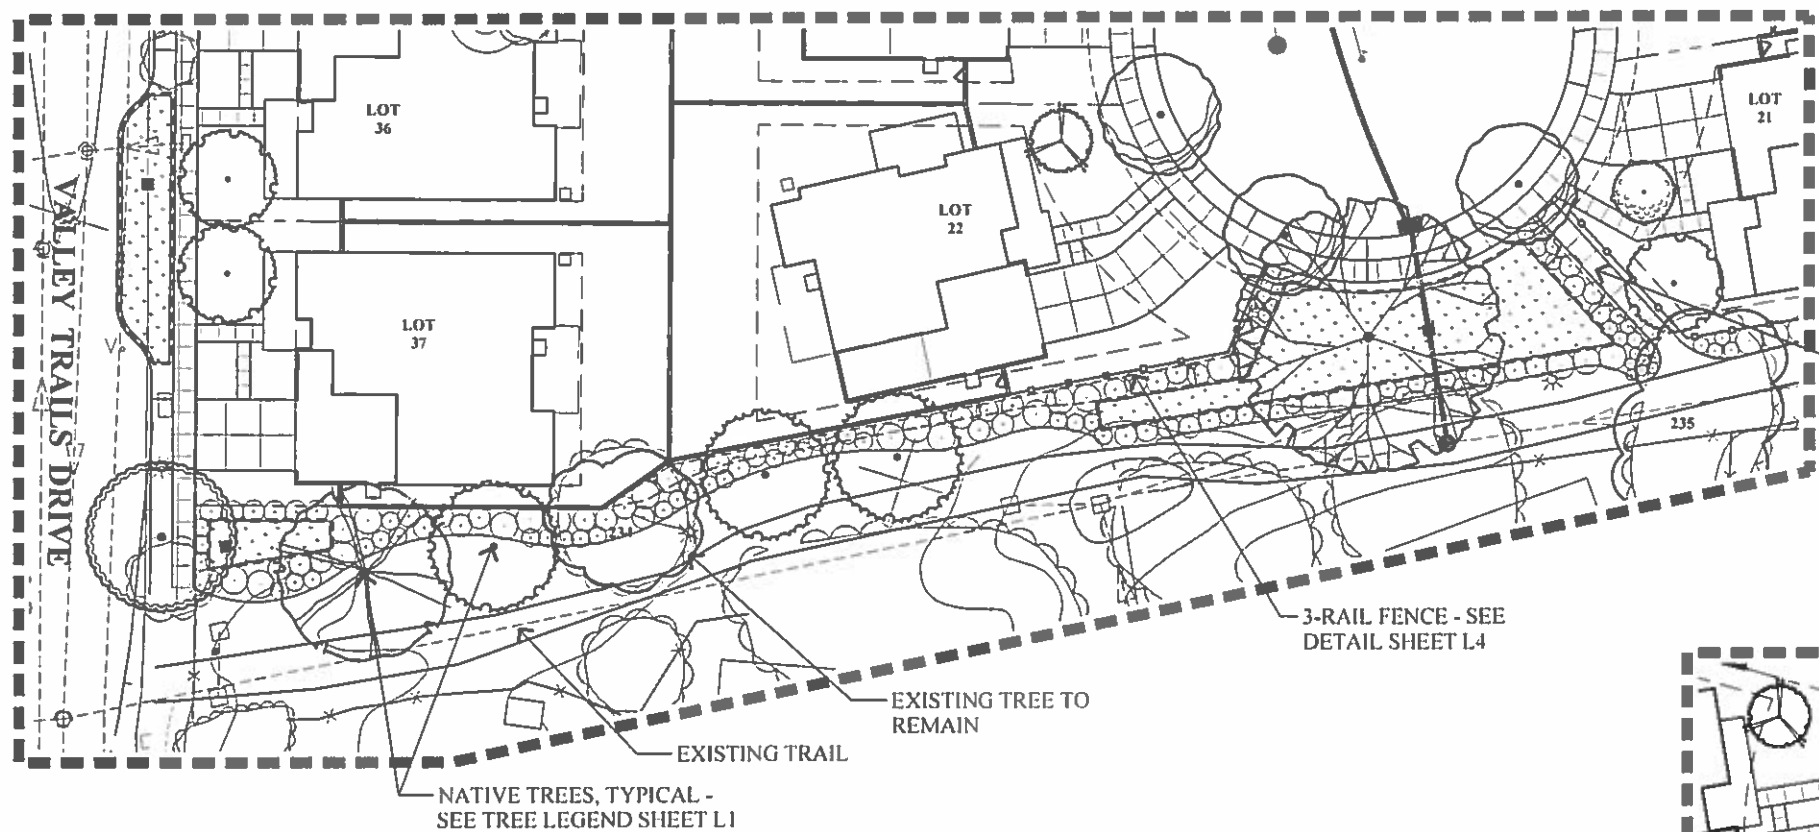 LOT
36
LOT
21
LOT
22
LOT
37
VALLEY TRAILS DRIVE
235
3-RAIL FENCE - SEE
DETAIL SHEET L4
EXISTING TREE TO
REMAIN
EXISTING TRAIL
NATIVE TREES, TYPICAL -
SEE TREE LEGEND SHEET L1